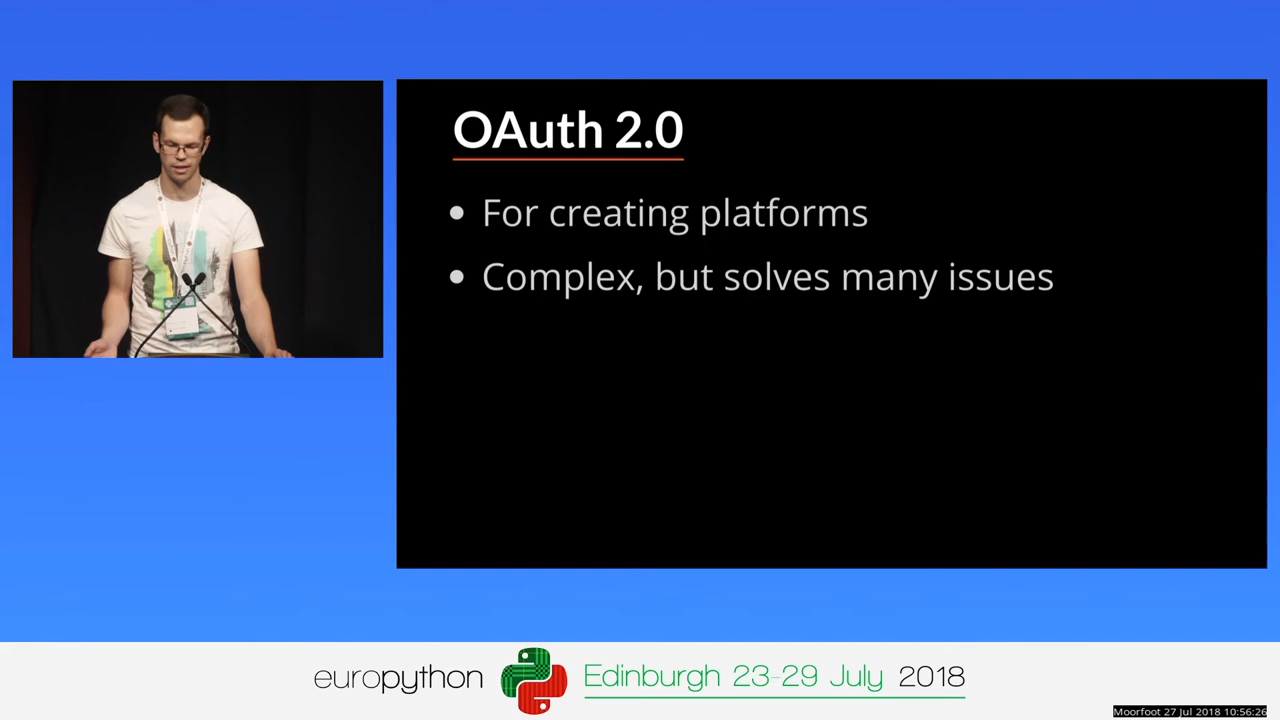 OAuth 2.0
• For creating platforms
• Complex, but solves many issues
europython Edinburgh 23-29 July 2018
Moorfoot 27 Jul 2018 10:56:26